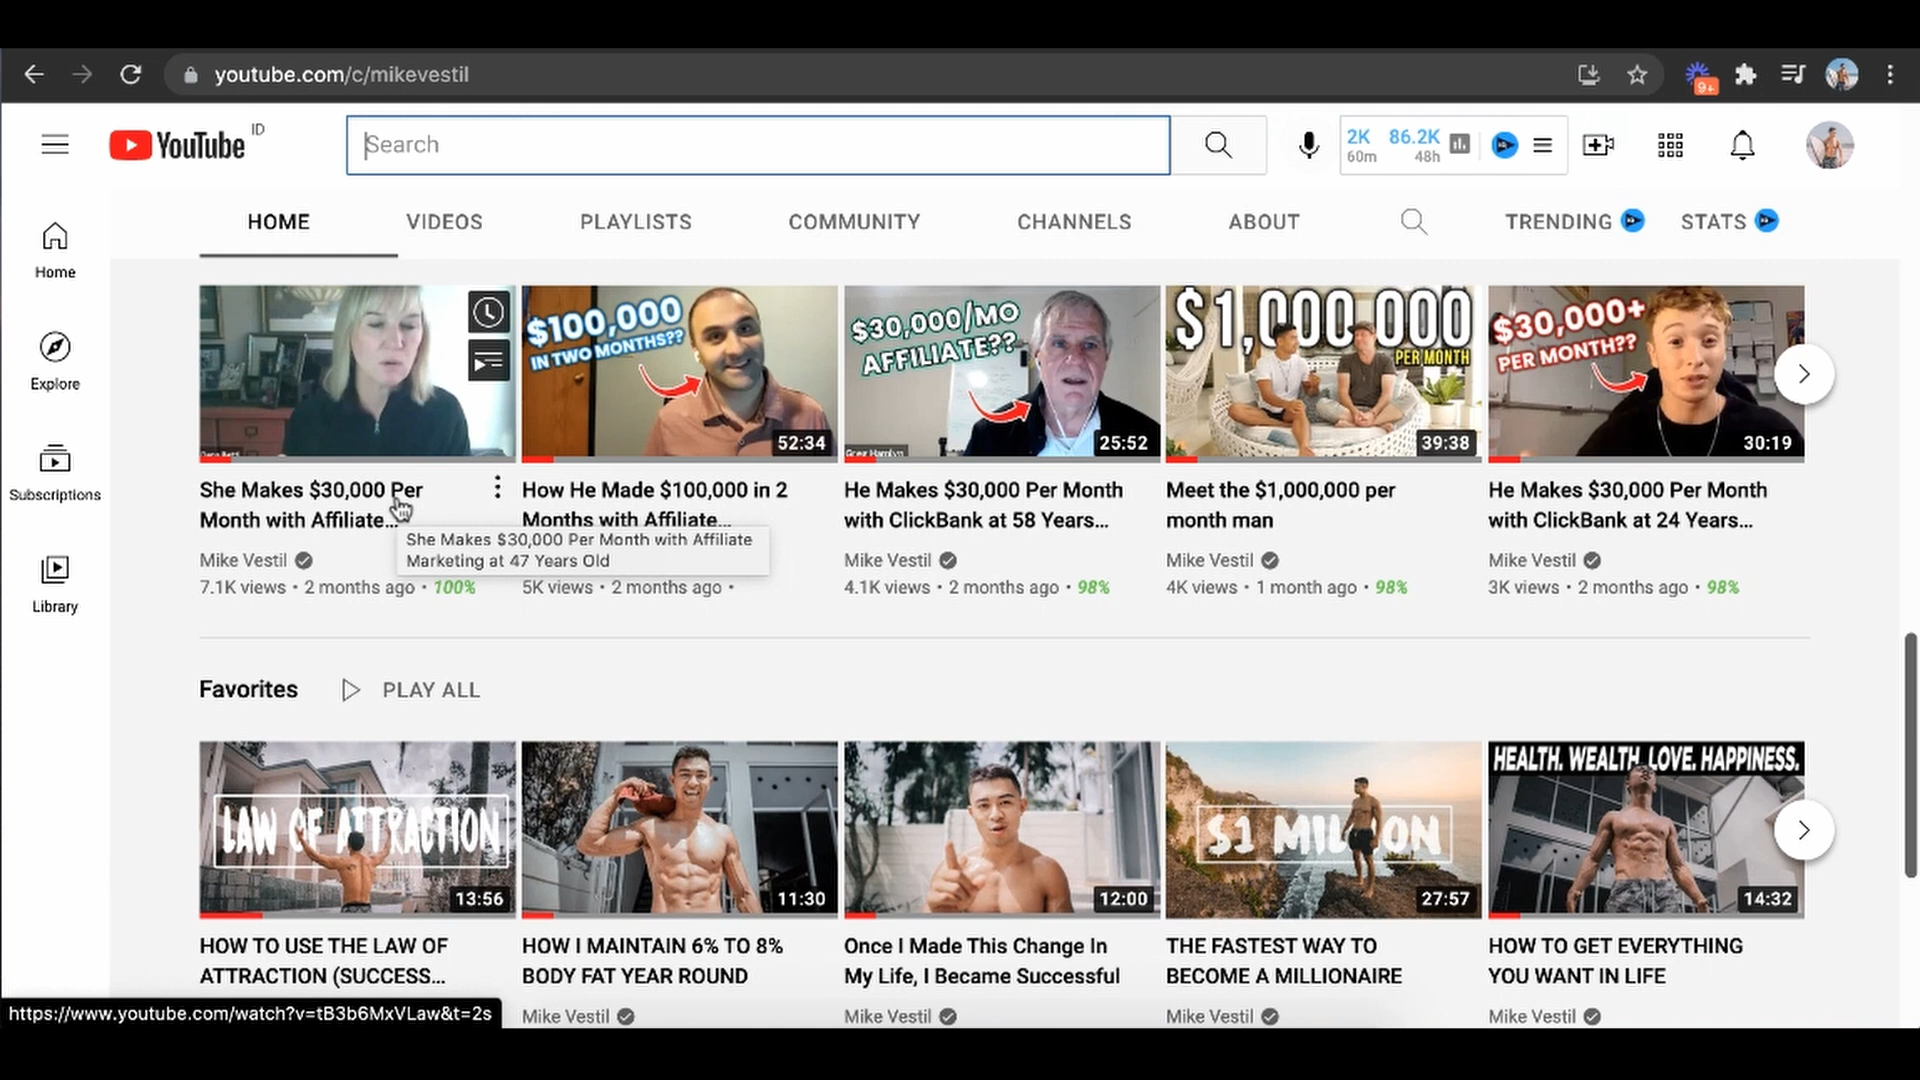 youtube.com/c/mikevestil
9+
YouTube ID
Search
2K 86.2K
60m 48h
HOME VIDEOS PLAYLISTS COMMUNITY CHANNELS ABOUT TRENDING STATS
Home
Explore
Subscriptions
Library
$100,000
IN TWO MONTHS??
52:34
$30,000/MO
AFFILIATE??
25:52
$1,000,000
PER MONTH
39:38
$30,000+
PER MONTH??
30:19
She Makes $30,000 Per
Month with Affiliate...
Mike Vestil
7.1K views • 2 months ago • 100%
How He Made $100,000 in 2
Months with Affiliate...
She Makes $30,000 Per Month with Affiliate
Marketing at 47 Years Old
5K views • 2 months ago •
He Makes $30,000 Per Month
with ClickBank at 58 Years...
Mike Vestil
4.1K views • 2 months ago • 98%
Meet the $1,000,000 per
month man
Mike Vestil
4K views • 1 month ago • 98%
He Makes $30,000 Per Month
with ClickBank at 24 Years...
Mike Vestil
3K views • 2 months ago • 98%
Favorites PLAY ALL
LAW OF ATTRACTION
13:56
11:30
12:00
$1 MILLION
27:57
HEALTH. WEALTH. LOVE. HAPPINESS.
14:32
HOW TO USE THE LAW OF
ATTRACTION (SUCCESS...
HOW I MAINTAIN 6% TO 8%
BODY FAT YEAR ROUND
Mike Vestil
Once I Made This Change In
My Life, I Became Successful
Mike Vestil
THE FASTEST WAY TO
BECOME A MILLIONAIRE
Mike Vestil
HOW TO GET EVERYTHING
YOU WANT IN LIFE
Mike Vestil
https://www.youtube.com/watch?v=tB3b6MxVLaw&t=2s